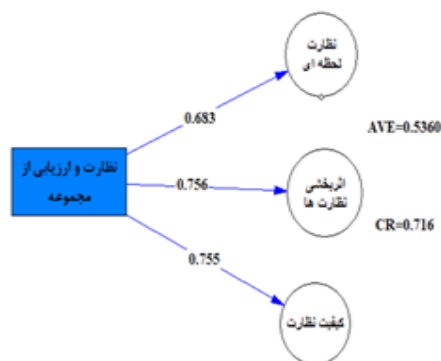 نظارت
لحظه ای
0.683
AVE=0.5360
نظارت و ارزیابی از
مجموعه
0.756
اثربخشی
نظارت ها
CR=0.716
0.755
کیفیت نظارت